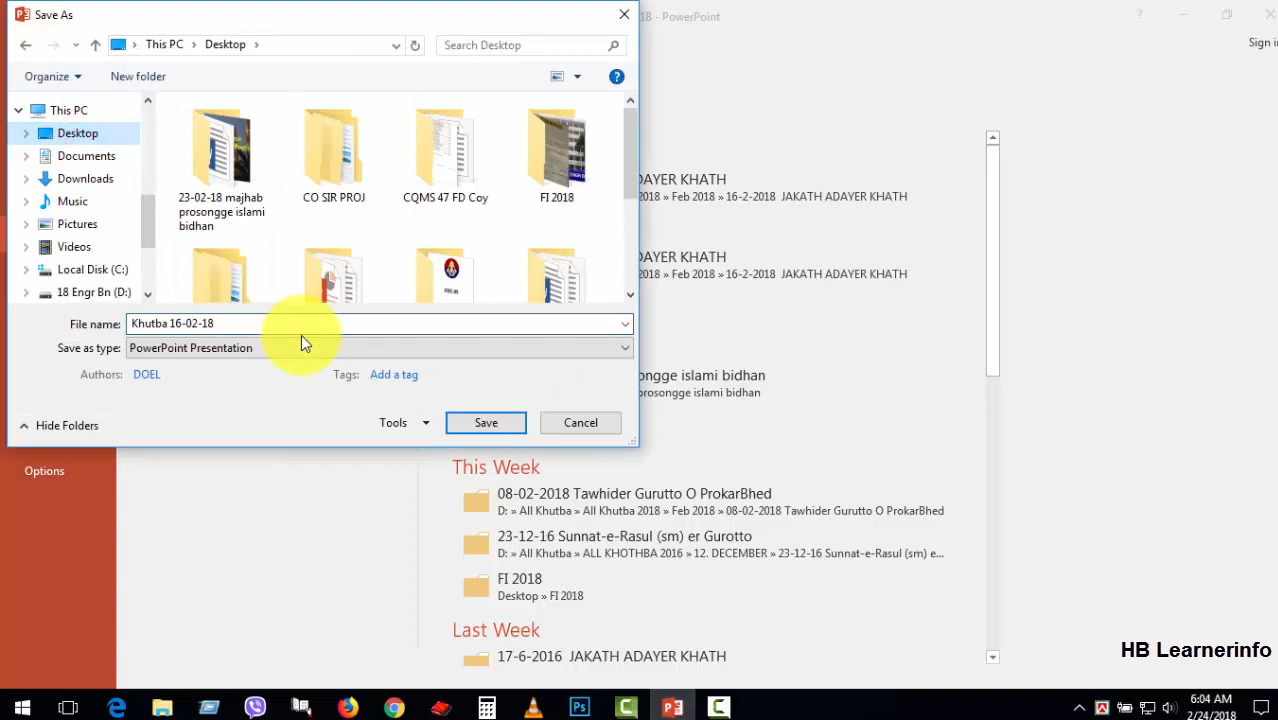 Save As
18 - PowerPoint
?
This PC
Desktop
Search Desktop
Sign i
Organize
New folder
?
This PC
Desktop
Documents
Downloads
Music
Pictures
Videos
Local Disk (C:)
18 Engr Bn (D:)
23-02-18 majhab
prosongge islami
bidhan
CO SIR PROJ
CQMS 47 FD Coy
FI 2018
File name: Khutba 16-02-18
Save as type: PowerPoint Presentation
Authors: DOEL
Tags: Add a tag
Hide Folders
Tools
Save
Cancel
DAYER KHATH
018 » Feb 2018 » 16-2-2018  JAKATH ADAYER KHATH
DAYER KHATH
018 » Feb 2018 » 16-2-2018  JAKATH ADAYER KHATH
ongge islami bidhan
prosongge islami bidhan
Options
This Week
08-02-2018 Tawhider Gurutto O ProkarBhed
D: » All Khutba » All Khutba 2018 » Feb 2018 » 08-02-2018 Tawhider Gurutto O ProkarBhed
23-12-16 Sunnat-e-Rasul (sm) er Gurotto
D: » All Khutba » ALL KHOTHBA 2016 » 12. DECEMBER » 23-12-16 Sunnat-e-Rasul (sm) e...
FI 2018
Desktop » FI 2018
Last Week
17-6-2016  JAKATH ADAYER KHATH
HB Learnerinfo
6:04 AM
2/24/2018